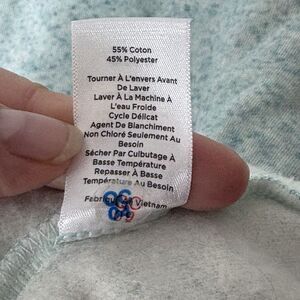 55% Coton
45% Polyester
Tourner À L'envers Avant
De Laver
Laver À La Machine À
L'eau Froide
Cycle Délicat
Agent De Blanchiment
Non Chloré Seulement Au
Besoin
Sécher Par Culbutage À
Basse Température
Repasser À Basse
Température Au Besoin
Vietnam